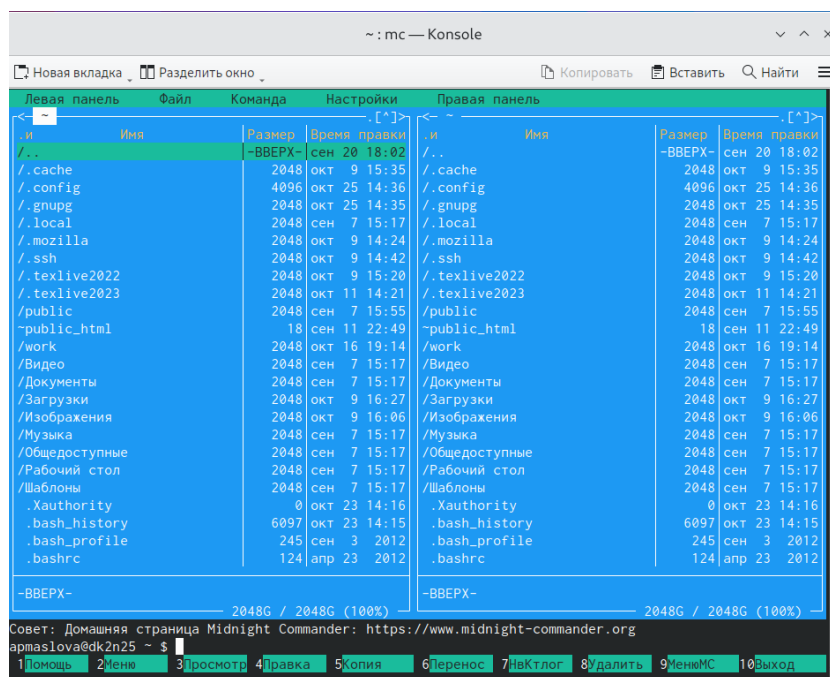 ~ : mc — Konsole
Новая вкладка Разделить окно Копировать Вставить Найти
Левая панель Файл Команда Настройки Правая панель
<— ~ .[^]> <— ~ .[^]>
.и Имя Размер Время правки .и Имя Размер Время правки
/.. -ВВЕРХ- сен 20 18:02 /.. -ВВЕРХ- сен 20 18:02
/.cache 2048 окт 9 15:35 /.cache 2048 окт 9 15:35
/.config 4096 окт 25 14:36 /.config 4096 окт 25 14:36
/.gnupg 2048 окт 25 14:35 /.gnupg 2048 окт 25 14:35
/.local 2048 сен 7 15:17 /.local 2048 сен 7 15:17
/.mozilla 2048 окт 9 14:24 /.mozilla 2048 окт 9 14:24
/.ssh 2048 окт 9 14:42 /.ssh 2048 окт 9 14:42
/.texlive2022 2048 окт 9 15:20 /.texlive2022 2048 окт 9 15:20
/.texlive2023 2048 окт 11 14:21 /.texlive2023 2048 окт 11 14:21
/public 2048 сен 7 15:55 /public 2048 сен 7 15:55
~public_html 18 сен 11 22:49 ~public_html 18 сен 11 22:49
/work 2048 окт 16 19:14 /work 2048 окт 16 19:14
/Видео 2048 сен 7 15:17 /Видео 2048 сен 7 15:17
/Документы 2048 сен 7 15:17 /Документы 2048 сен 7 15:17
/Загрузки 2048 окт 9 16:27 /Загрузки 2048 окт 9 16:27
/Изображения 2048 окт 9 16:06 /Изображения 2048 окт 9 16:06
/Музыка 2048 сен 7 15:17 /Музыка 2048 сен 7 15:17
/Общедоступные 2048 сен 7 15:17 /Общедоступные 2048 сен 7 15:17
/Рабочий стол 2048 сен 7 15:17 /Рабочий стол 2048 сен 7 15:17
/Шаблоны 2048 сен 7 15:17 /Шаблоны 2048 сен 7 15:17
.Xauthority 0 окт 23 14:16 .Xauthority 0 окт 23 14:16
.bash_history 6097 окт 23 14:15 .bash_history 6097 окт 23 14:15
.bash_profile 245 сен 3 2012 .bash_profile 245 сен 3 2012
.bashrc 124 апр 23 2012 .bashrc 124 апр 23 2012
-ВВЕРХ- -ВВЕРХ-
2048G / 2048G (100%) 2048G / 2048G (100%)
Совет: Домашняя страница Midnight Commander: https://www.midnight-commander.org
apmaslova@dk2n25 ~ $
1Помощь 2Меню 3Просмотр 4Правка 5Копия 6Перенос 7НвКтлог 8Удалить 9МенюМС 10Выход